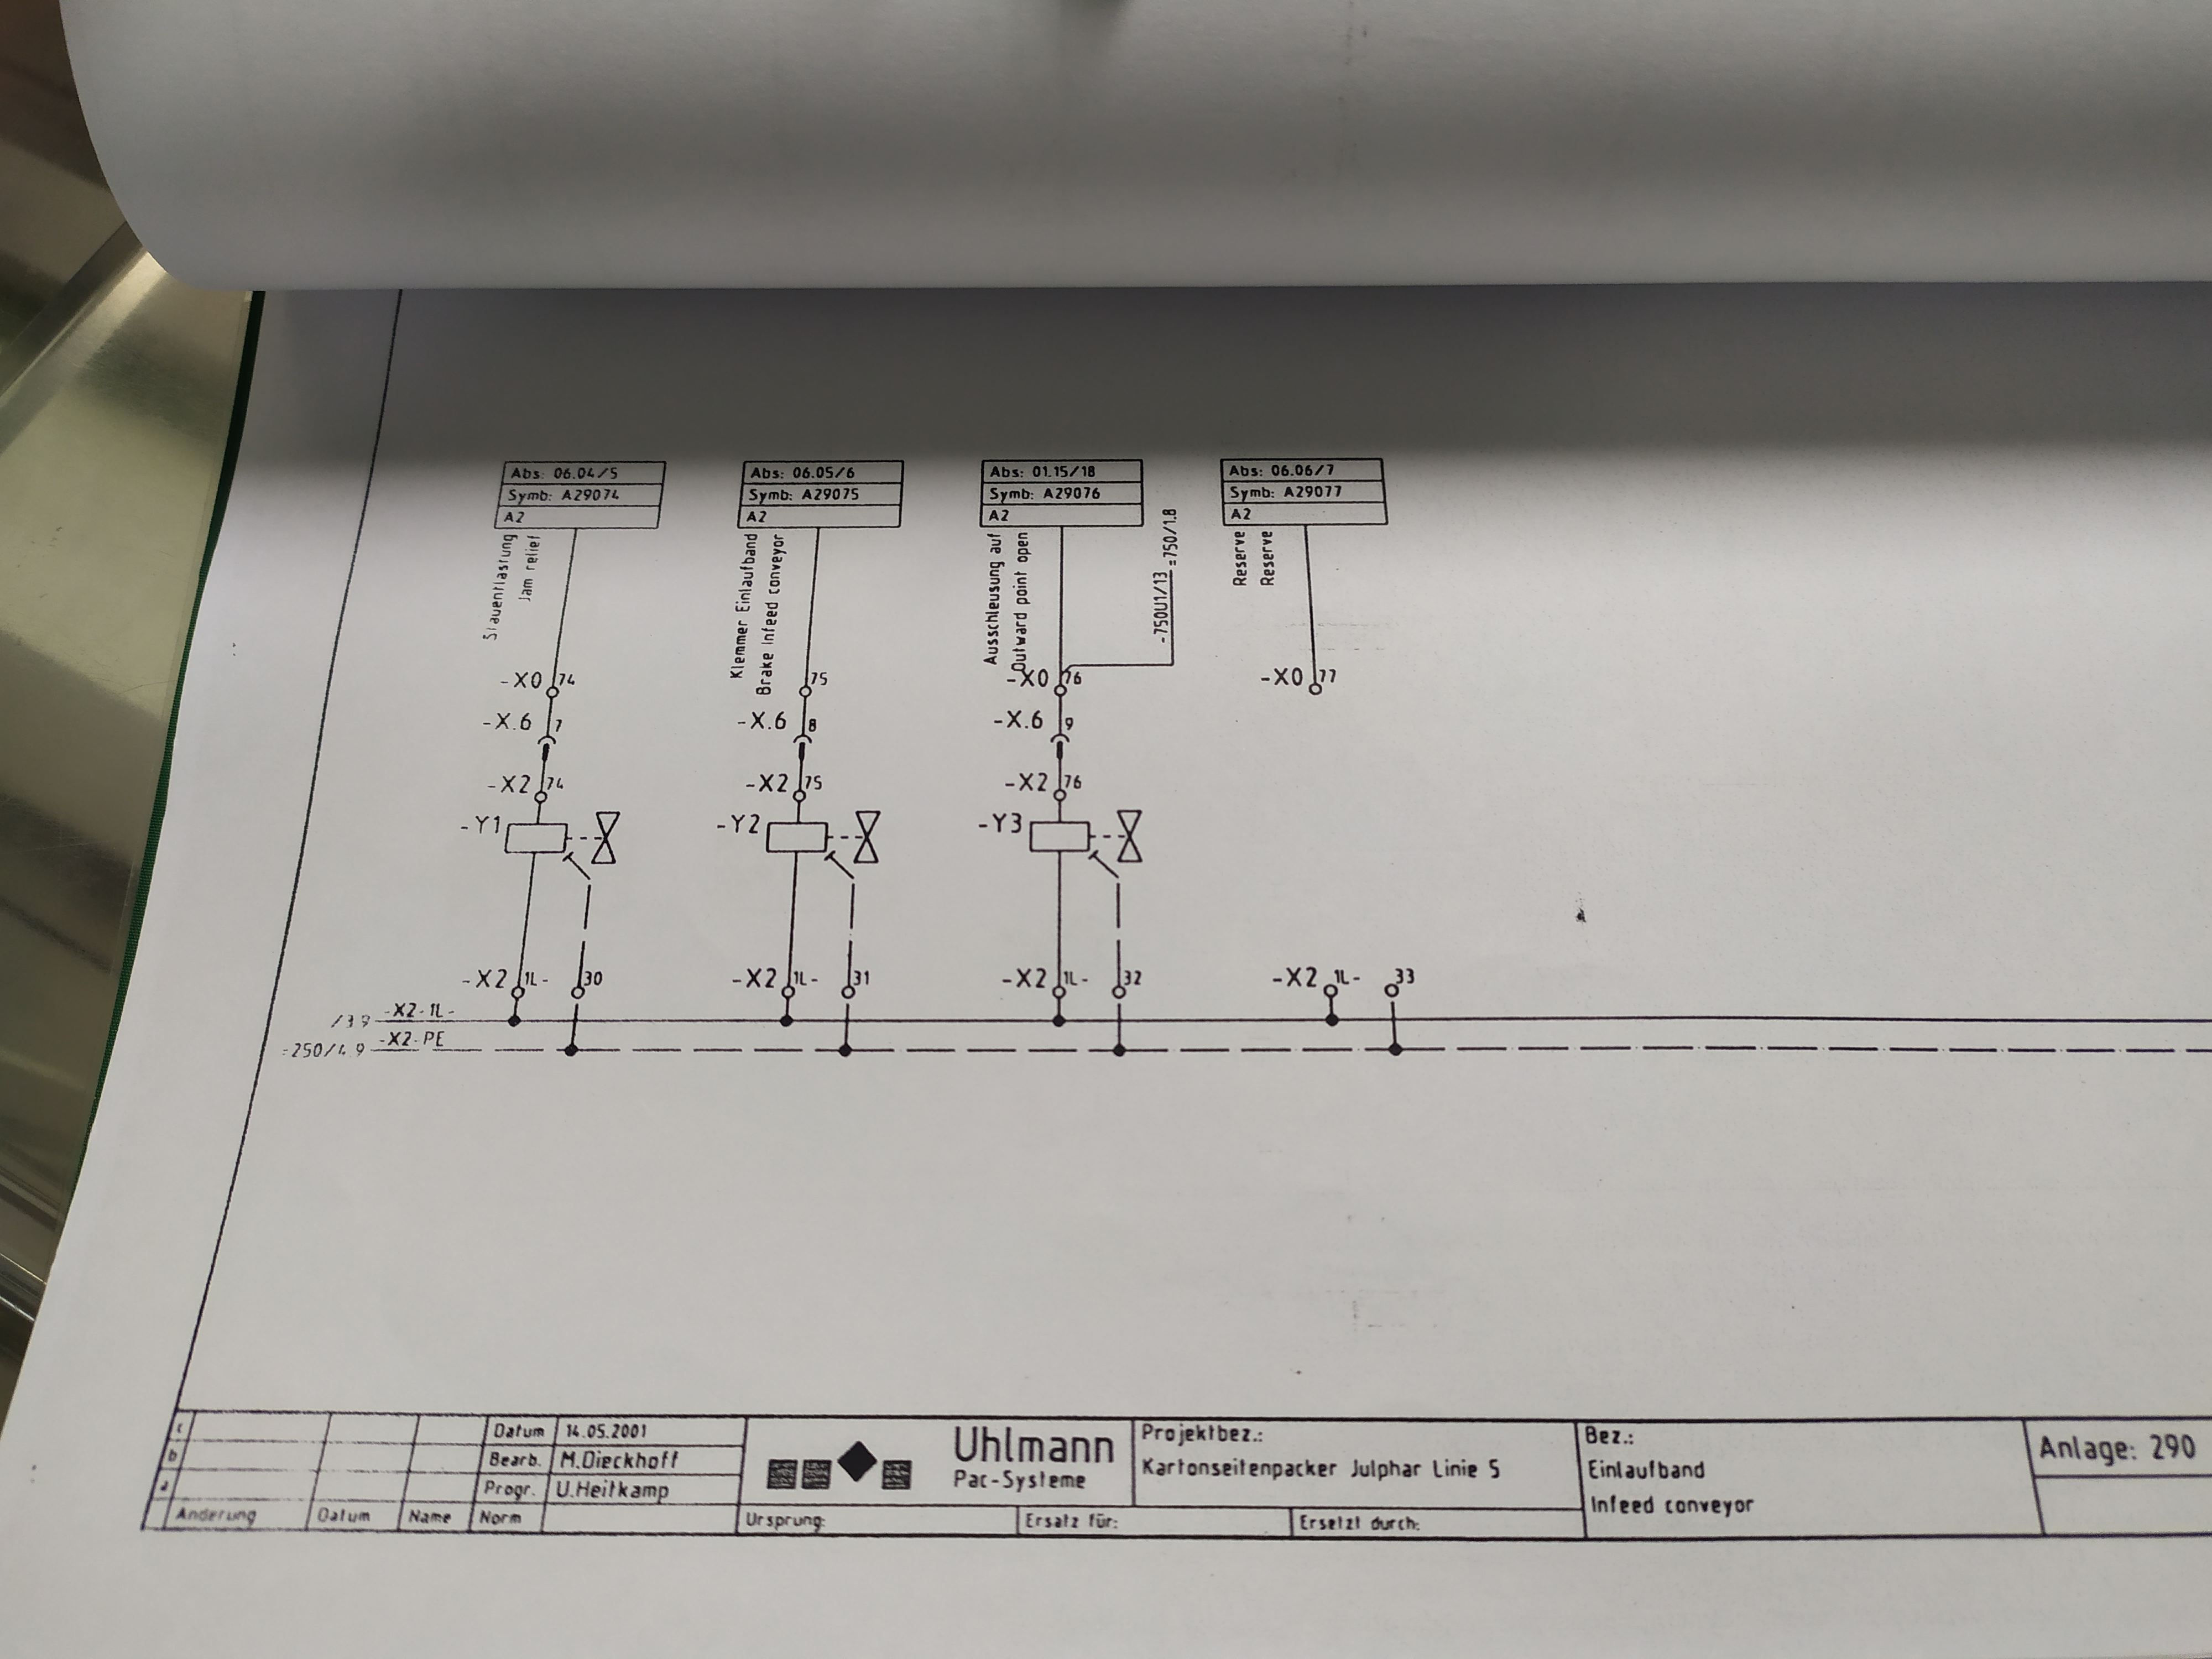 Abs: 06.04/5
Symb: A29074
A2
Stauentlastung
Jam relief
-X0 74
-X.6 7
-X2 74
-Y1
-X2 1L- 30
Abs: 06.05/6
Symb: A29075
A2
Klemmer Einlaufband
Brake infeed conveyor
75
-X.6 8
-X2 75
-Y2
-X2 1L- 31
Abs: 01.15/18
Symb: A29076
A2
Ausschleusung auf
Outward point open
-750U1/13
=750/1.8
-X0 76
-X.6 9
-X2 76
-Y3
-X2 1L- 32
Abs: 06.06/7
Symb: A29077
A2
Reserve
Reserve
-X0 77
-X2 1L- 33
/3.9 -X2-1L-
=250/4.9 -X2-PE
c
b
a
Änderung Datum Name Norm
Datum 14.05.2001
Bearb. M.Dierckhoff
Progr. U.Heitkamp
Uhlmann
Pac-Systeme
Ursprung:
Ersatz für:
Ersetzt durch:
Projektbez.:
Kartonseitenpacker Julphar Linie 5
Bez.:
Einlaufband
Infeed conveyor
Anlage: 290